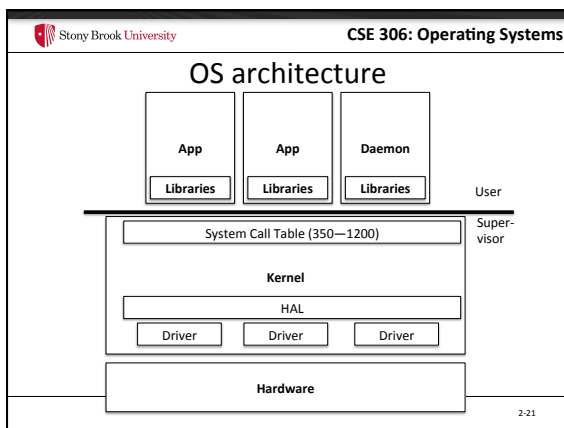 Stony Brook University
CSE 306: Operating Systems
OS architecture
App App Daemon
Libraries Libraries Libraries
User
Super-
visor
System Call Table (350—1200)
Kernel
HAL
Driver Driver Driver
Hardware
2-21